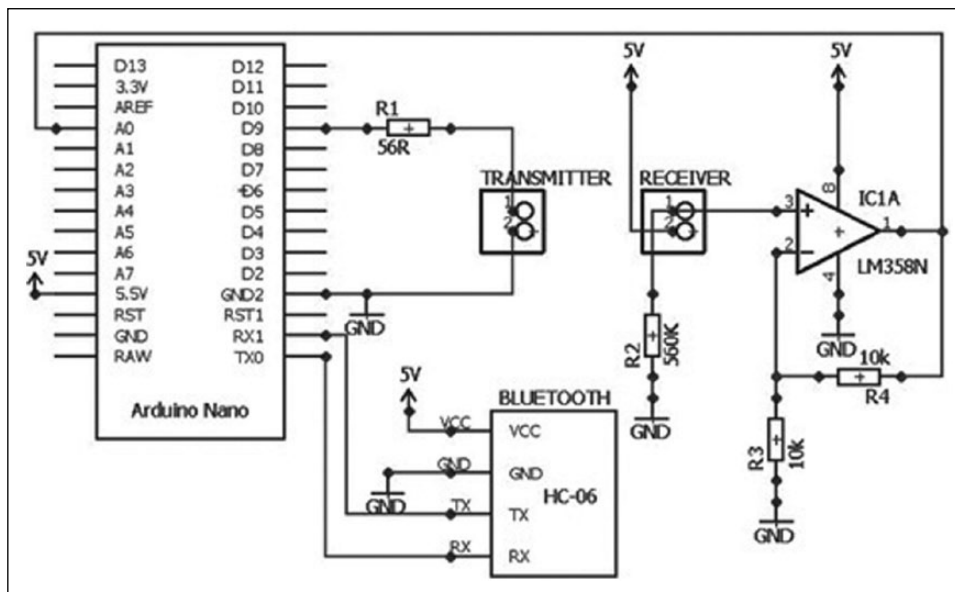 D13
3.3V
AREF
A0
A1
A2
A3
A4
A5
A6
A7
5.5V
RST
GND
RAW
D12
D11
D10
D9
D8
D7
D6
D5
D4
D3
D2
GND2
RST1
RX1
TX0
Arduino Nano
5V
R1
56R
TRANSMITTER
1
2
GND
5V
RECEIVER
1
2
R2
560K
GND
5V
8
IC1A
3
1
2
LM358N
4
GND
10k
R4
R3
10k
GND
5V
BLUETOOTH
VCC
VCC
GND
GND
GND
HC-06
TX
TX
RX
RX